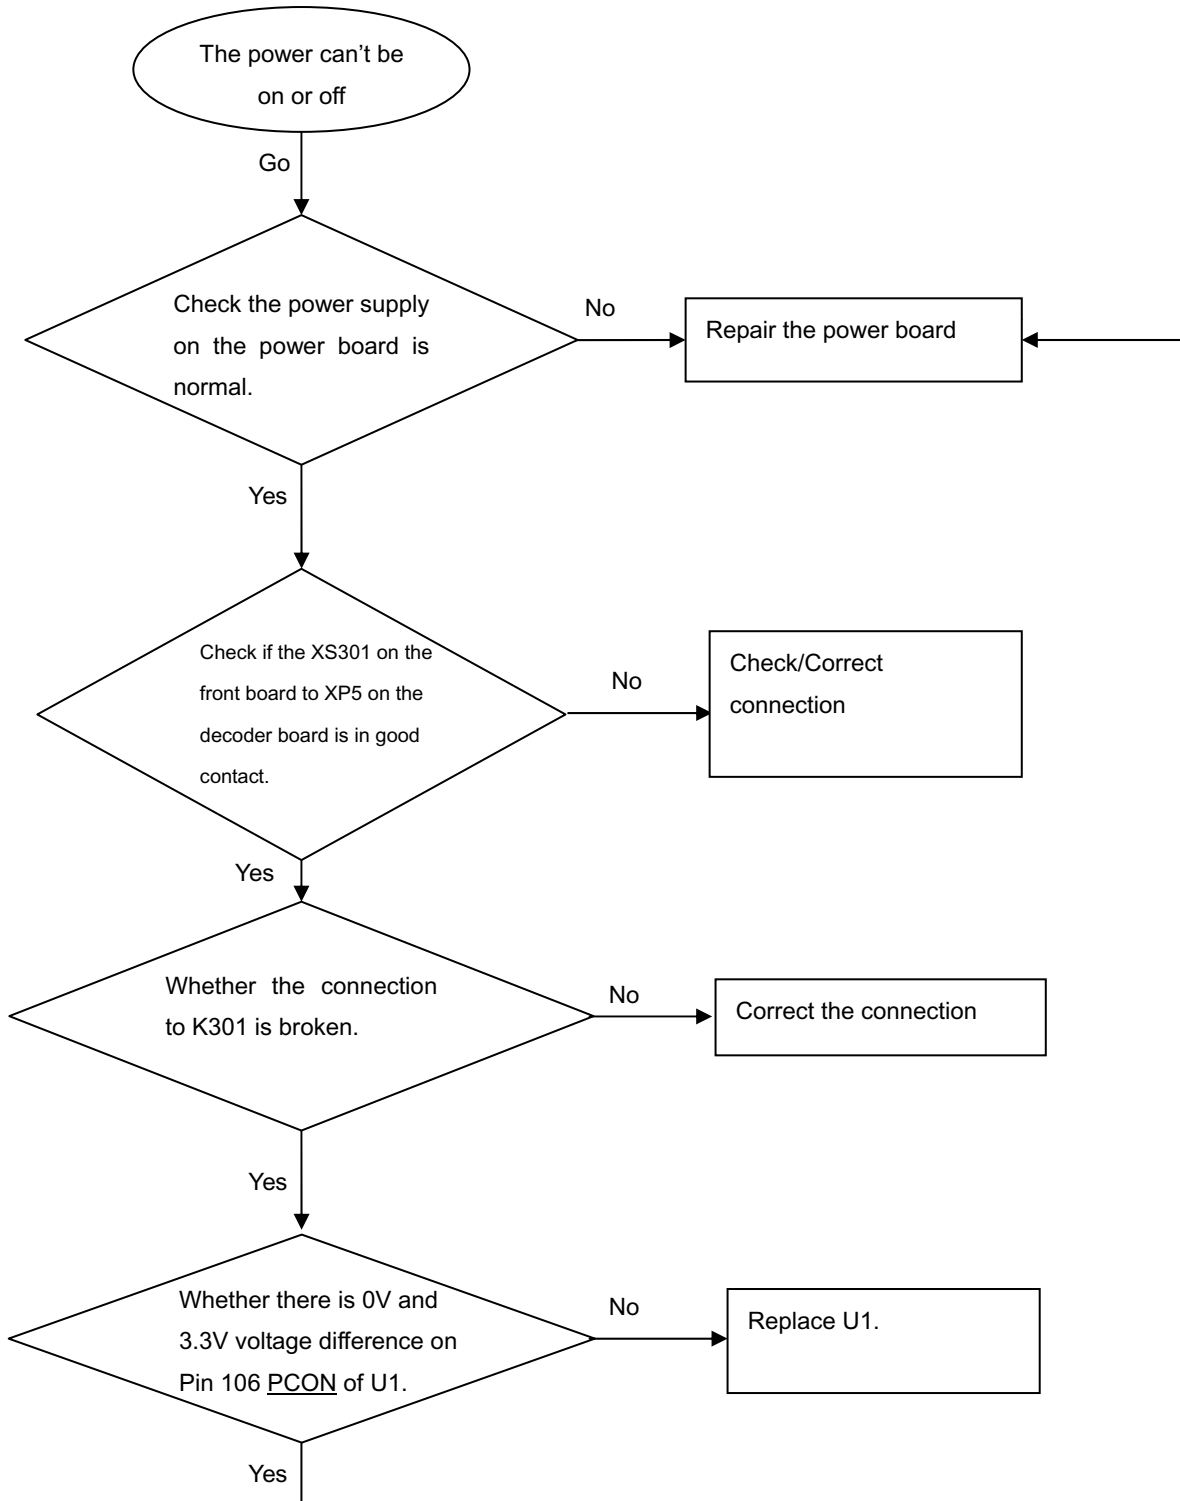 The power can't be
on or off
Go
Check the power supply
on the power board is
normal.
No
Repair the power board
Yes
Check if the XS301 on the
front board to XP5 on the
decoder board is in good
contact.
No
Check/Correct
connection
Yes
Whether the connection
to K301 is broken.
No
Correct the connection
Yes
Whether there is 0V and
3.3V voltage difference on
Pin 106 PCON of U1.
No
Replace U1.
Yes